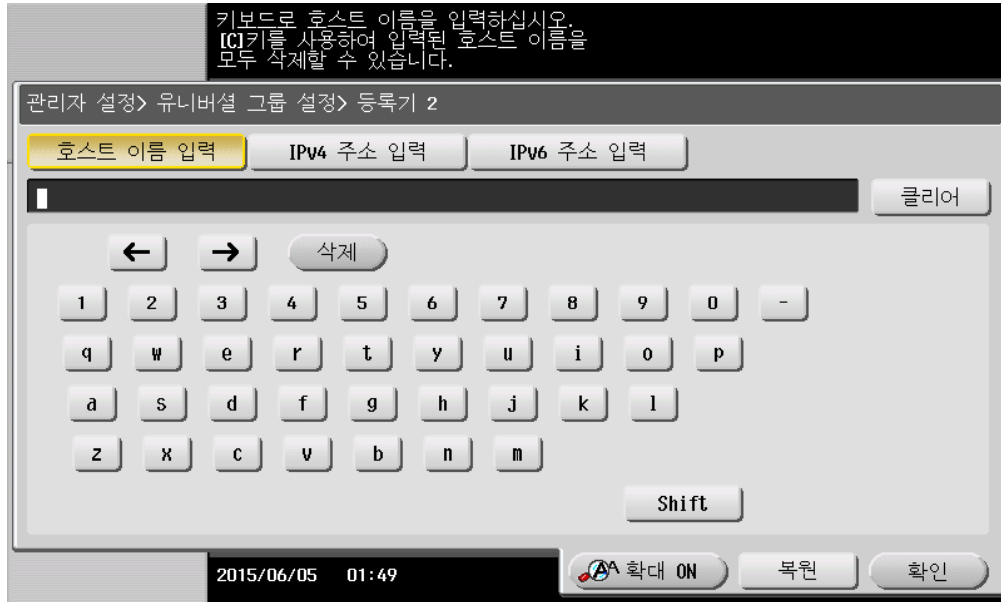 키보드로 호스트 이름을 입력하십시오.
[C]키를 사용하여 입력된 호스트 이름을
모두 삭제할 수 있습니다.
관리자 설정> 유니버셜 그룹 설정> 등록기 2
호스트 이름 입력 IPv4 주소 입력 IPv6 주소 입력
클리어
← → 삭제
1 2 3 4 5 6 7 8 9 0 -
q w e r t y u i o p
a s d f g h j k l
z x c v b n m
Shift
2015/06/05 01:49 AA 확대 ON 복원 확인